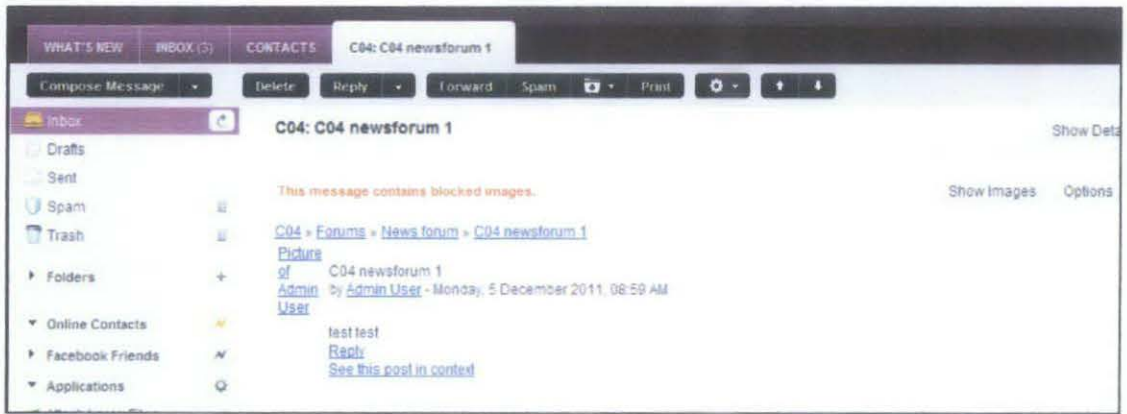 WHAT'S NEW INBOX (3) CONTACTS C04: C04 newsforum 1
Compose Message Delete Reply Forward Spam Print
Inbox
C04: C04 newsforum 1
Show Deta
Drafts
Sent
This message contains blocked images.
Show Images Options
Spam
Trash
C04 » Forums » News forum » C04 newsforum 1
Picture of Admin User
C04 newsforum 1
by Admin User - Monday, 5 December 2011, 08:59 AM
Folders
Online Contacts
test test
Reply
See this post in context
Facebook Friends
Applications